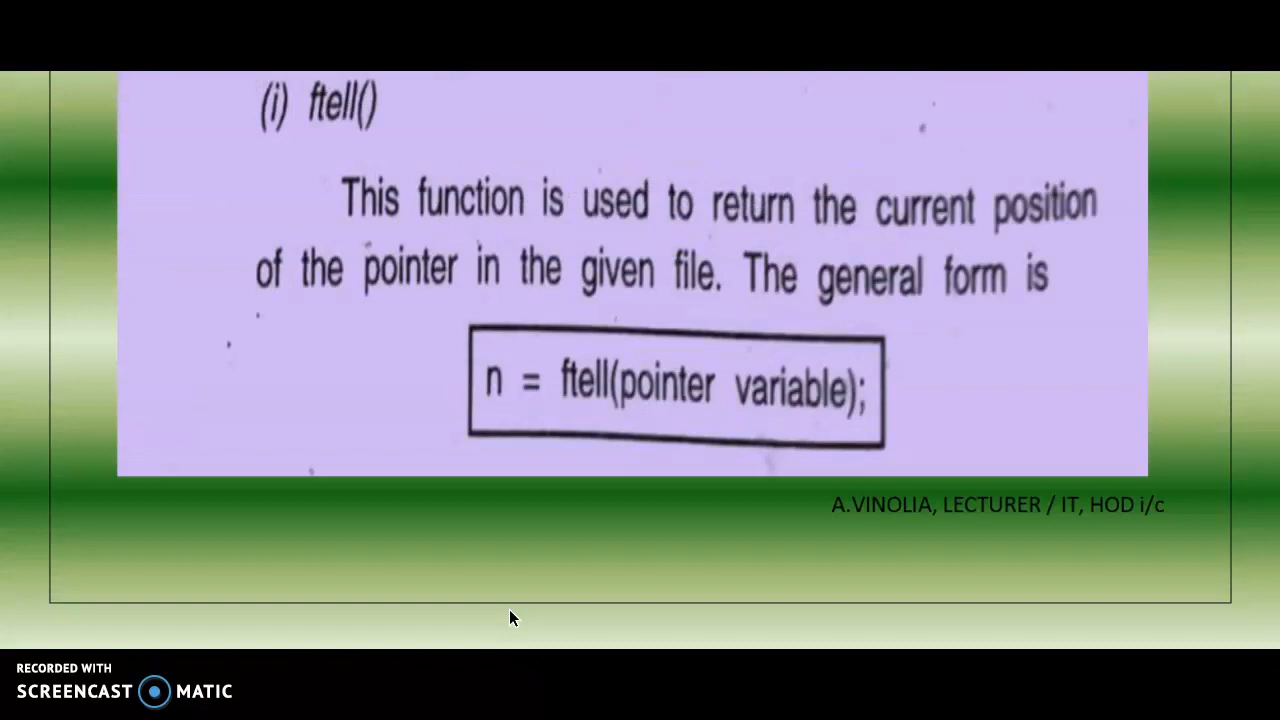 (i) ftell()
This function is used to return the current position
of the pointer in the given file. The general form is
n = ftell(pointer variable);
A.VINOLIA, LECTURER / IT, HOD i/c
RECORDED WITH
SCREENCAST MATIC